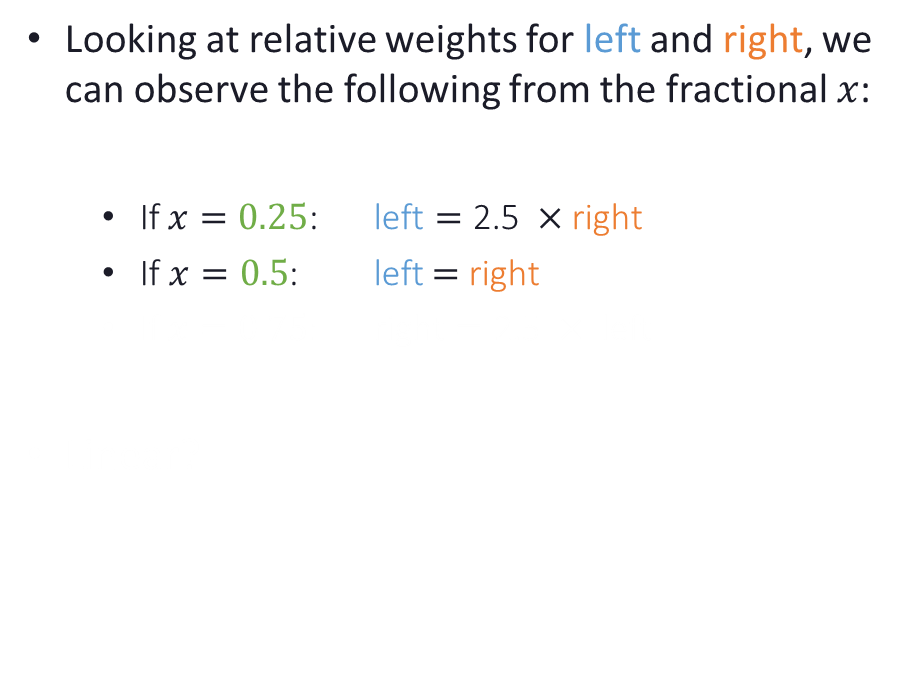 • Looking at relative weights for left and right, we
can observe the following from the fractional 𝑥:
• If 𝑥 = 0.25: left = 2.5 × right
• If 𝑥 = 0.5: left = right